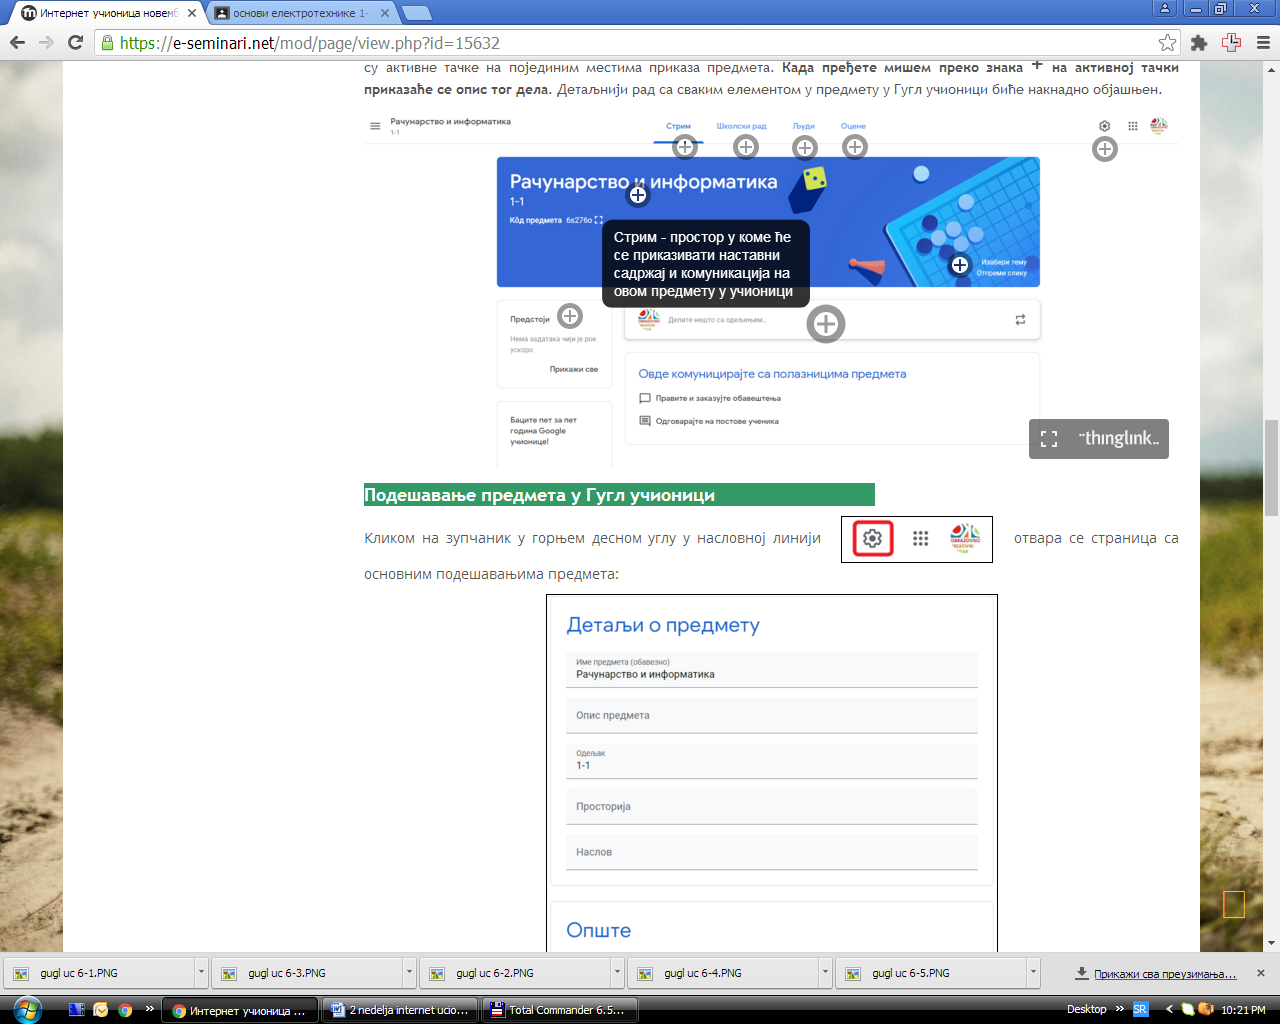 Интернет учионица новемб
основи електротехнике 1-
https://e-seminari.net/mod/page/view.php?id=15632
су активне тачке на појединим местима приказа предмета. Када пређете мишем преко знака + на активној тачки
приказаће се опис тог дела. Детаљнији рад са сваким елементом у предмету у Гугл учионици биће накнадно објашњен.
Рачунарство и информатика
1-1
Стрим
Школски рад
Људи
Оцене
Рачунарство и информатика
1-1
Кôд предмета 6s276o
Стрим - простор у коме ће
се приказивати наставни
садржај и комуникација на
овом предмету у учионици
Изабери тему
Отпреми слику
Предстоји
Нема задатака чији је рок
ускоро
Прикажи све
Делите нешто са одељењем...
Овде комуницирајте са полазницима предмета
Правите и заказујте обавештења
Одговарајте на постове ученика
Баците пет за пет
година Google
учионице!
thinglink..
Подешавање предмета у Гугл учионици
Кликом на зупчаник у горњем десном углу у насловној линији
отвара се страница са
основним подешавањима предмета:
Детаљи о предмету
Име предмета (обавезно)
Рачунарство и информатика
Опис предмета
Одељак
1-1
Просторија
Наслов
Опште
gugl uc 6-1.PNG
gugl uc 6-3.PNG
gugl uc 6-2.PNG
gugl uc 6-4.PNG
gugl uc 6-5.PNG
Прикажи сва преузимања...
Интернет учионица ...
2 nedelja internet ucio...
Total Commander 6.5...
Desktop
SR
10:21 PM